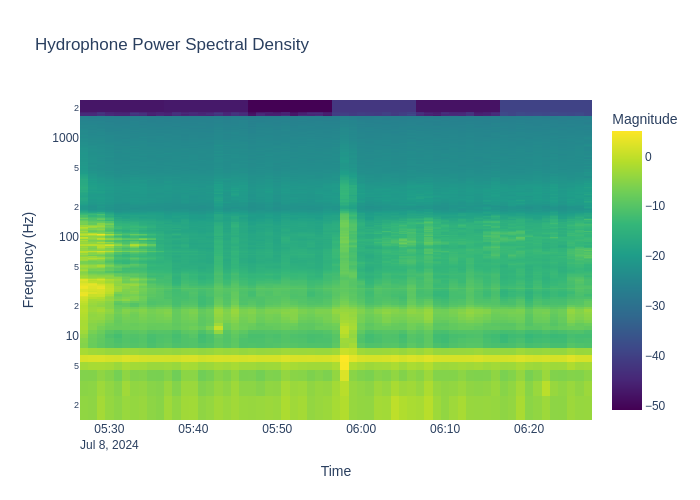 Hydrophone Power Spectral Density
Magnitude
Frequency (Hz)
2
1000
5
2
100
5
2
10
5
2
0
−10
−20
−30
−40
−50
05:30 05:40 05:50 06:00 06:10 06:20
Jul 8, 2024
Time